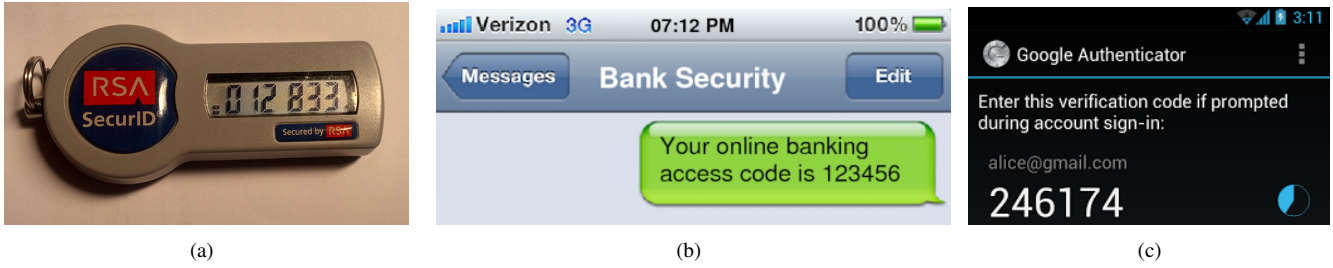 RSA
SecurID
012 833
Secured by RSA
(a)
Verizon 3G 07:12 PM 100%
Messages Bank Security Edit
Your online banking
access code is 123456
(b)
3:11
Google Authenticator
Enter this verification code if prompted
during account sign-in:
alice@gmail.com
246174
(c)